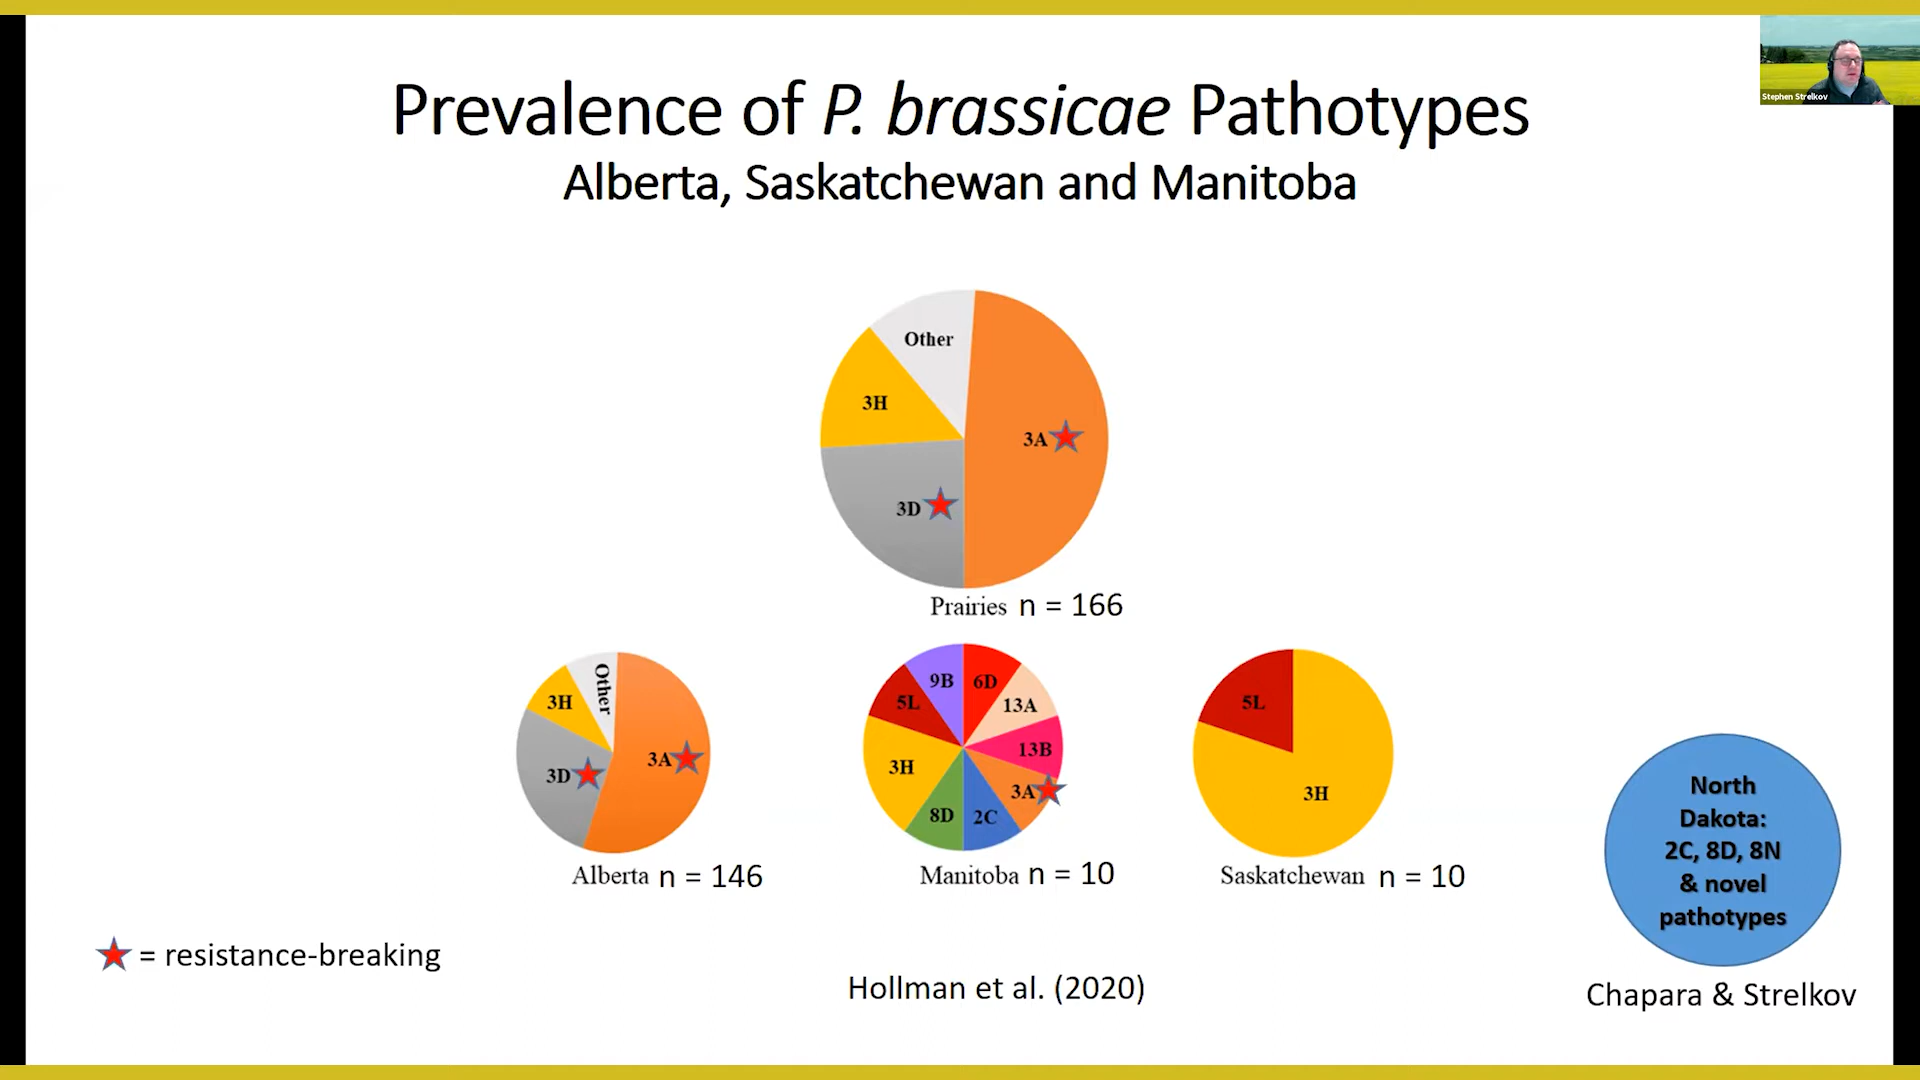 Stephen Strelkov
Prevalence of P. brassicae Pathotypes
Alberta, Saskatchewan and Manitoba
Other
3H
3A
3D
Prairies n = 166
Other
3H
3D
3A
Alberta n = 146
9B
6D
5L
13A
13B
3H
3A
8D
2C
Manitoba n = 10
5L
3H
Saskatchewan n = 10
North
Dakota:
2C, 8D, 8N
& novel
pathotypes
= resistance-breaking
Hollman et al. (2020)
Chapara & Strelkov